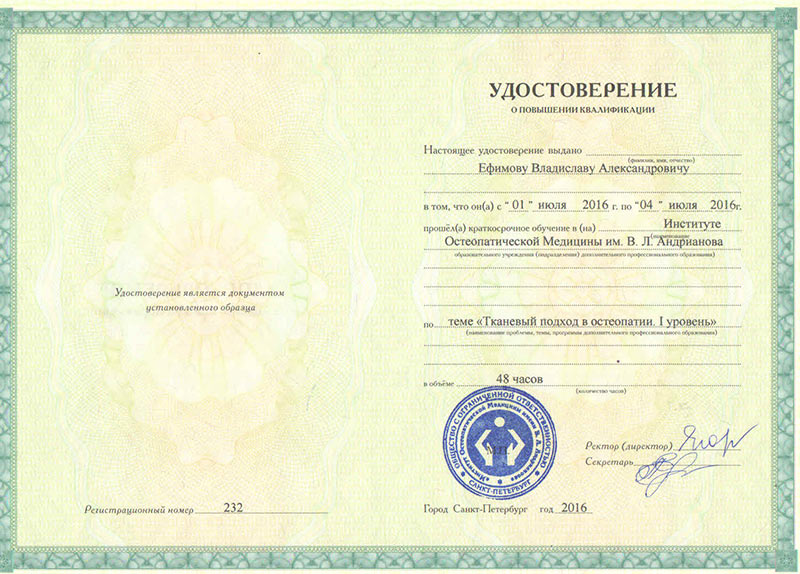 Удостоверение является документом
установленного образца
Регистрационный номер 232
УДОСТОВЕРЕНИЕ
О ПОВЫШЕНИИ КВАЛИФИКАЦИИ
Настоящее удостоверение выдано
(фамилия, имя, отчество)
Ефимову Владиславу Александровичу
в том, что он(а) с "01" июля 2016 г. по "04" июля 2016г.
прошёл(а) краткосрочное обучение в (на) Институте
(наименование
Остеопатической Медицины им. В. Л. Андрианова
образовательного учреждения (подразделения) дополнительного профессионального образования)
по теме «Тканевый подход в остеопатии. I уровень»
(наименование проблемы, темы, программы дополнительного профессионального образования)
в объёме 48 часов
(количество часов)
ОБЩЕСТВО С ОГРАНИЧЕННОЙ ОТВЕТСТВЕННОСТЬЮ
«Институт Остеопатической Медицины имени В. Л. Андрианова»
М.П.
САНКТ-ПЕТЕРБУРГ
Ректор (директор)
Секретарь
Город Санкт-Петербург год 2016